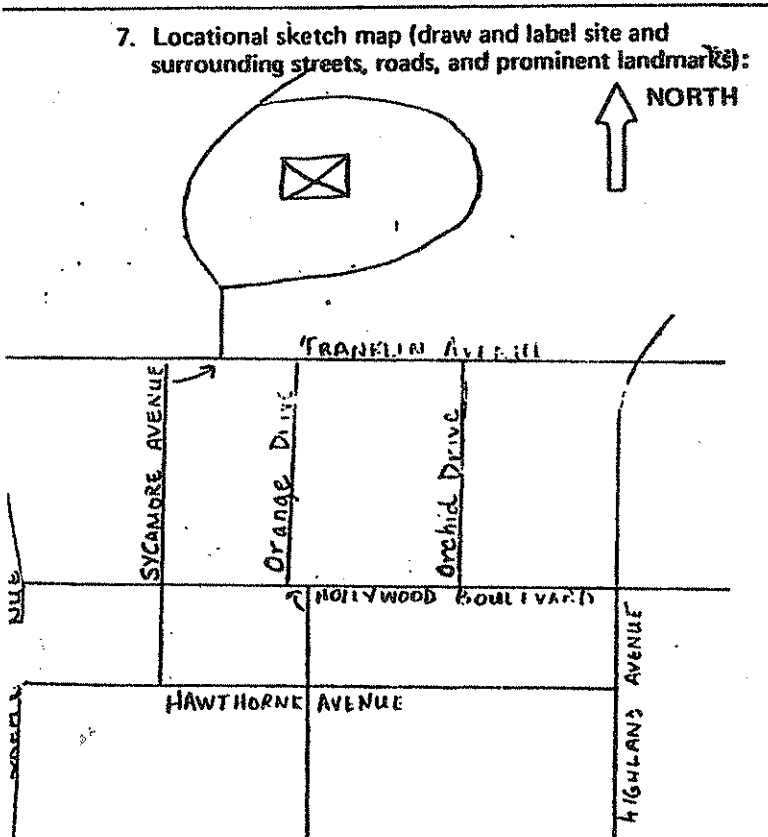 7. Locational sketch map (draw and label site and
surrounding streets, roads, and prominent landmarks):
NORTH
FRANKLIN AVENUE
SYCAMORE AVENUE
Orange Drive
Orchid Drive
HOLLYWOOD BOULEVARD
HAWTHORNE AVENUE
HIGHLAND AVENUE
NUE